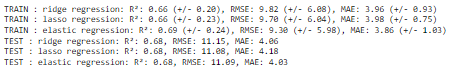 TRAIN : ridge regression: R²: 0.66 (+/- 0.20), RMSE: 9.82 (+/- 6.08), MAE: 3.96 (+/- 0.93)
TRAIN : lasso regression: R²: 0.66 (+/- 0.23), RMSE: 9.70 (+/- 6.04), MAE: 3.98 (+/- 0.75)
TRAIN : elastic regression: R²: 0.69 (+/- 0.24), RMSE: 9.30 (+/- 5.98), MAE: 3.86 (+/- 1.03)
TEST : ridge regression: R²: 0.68, RMSE: 11.15, MAE: 4.06
TEST : lasso regression: R²: 0.68, RMSE: 11.08, MAE: 4.18
TEST : elastic regression: R²: 0.68, RMSE: 11.09, MAE: 4.03